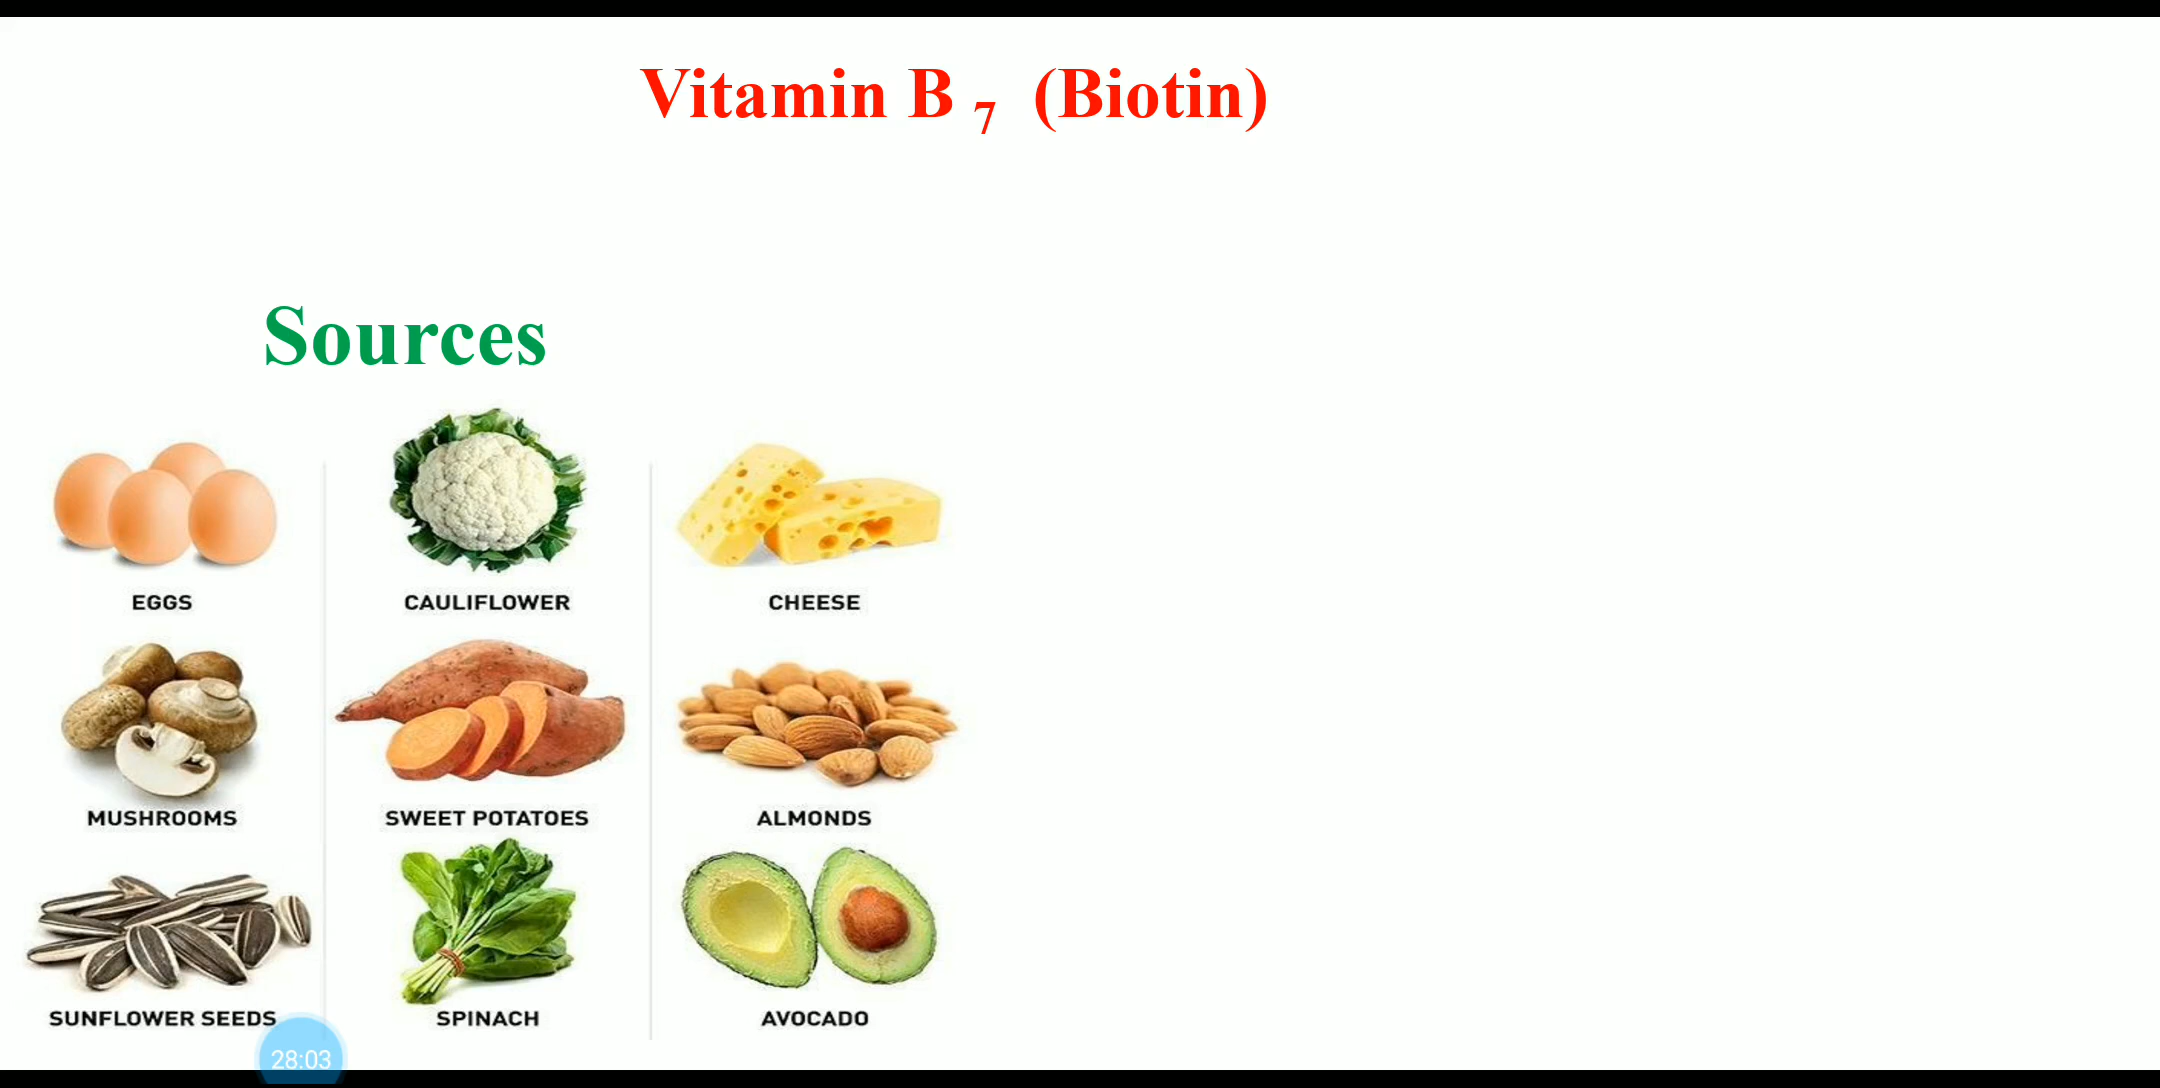 Vitamin B 7 (Biotin)
Sources
EGGS
CAULIFLOWER
CHEESE
MUSHROOMS
SWEET POTATOES
ALMONDS
SUNFLOWER SEEDS
SPINACH
AVOCADO
28:03